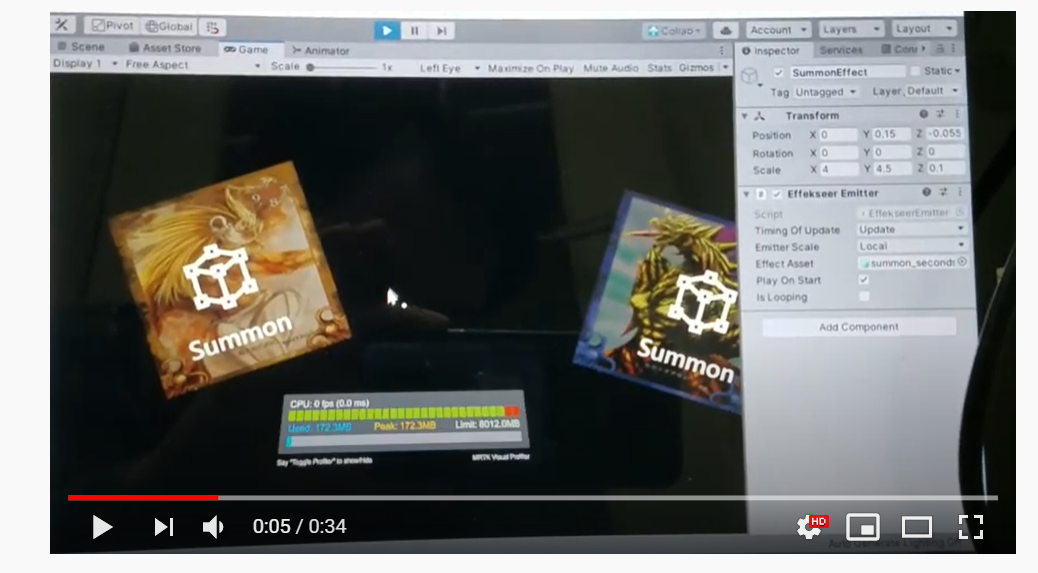 Pivot Global
Collab
Account Layers Layout
Scene Asset Store Game Animator
Inspector Services
Display 1 Free Aspect Scale 1x Left Eye Maximize On Play Mute Audio Stats Gizmos
SummonEffect Static
Tag Untagged Layer Default
Transform
Position X 0 Y 0.15 Z -0.055
Rotation X 0 Y 0 Z 0
Scale X 4 Y 4.5 Z 0.1
Effekseer Emitter
Script EffekseerEmitter
Timing Of Update Update
Emitter Scale Local
Effect Asset summon_second
Play On Start
Is Looping
Add Component
Summon
Summon
CPU: 0 fps (0.0 ms)
Used: 172.3MB Peak: 172.3MB Limit: 8012.0MB
Say "Toggle Profiler" to show/hide MRTK Visual Profiler
0:05 / 0:34
HD